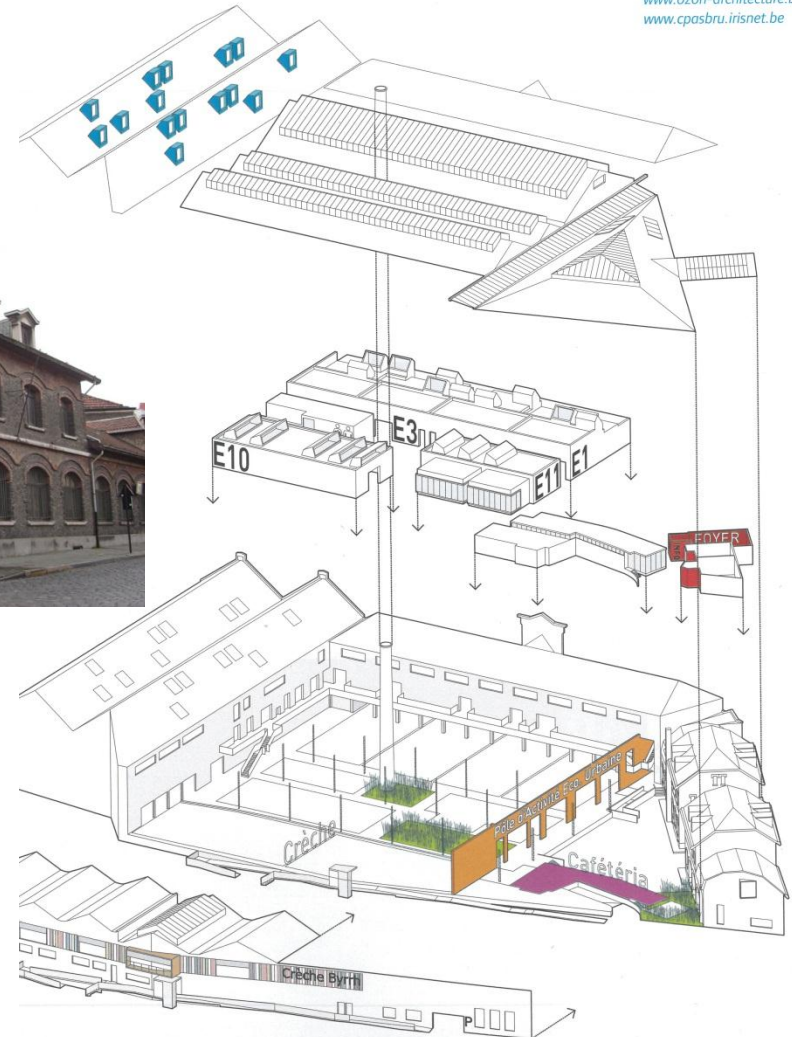 www.cpasbru.irisnet.be
E10
E3
E11
E1
FOYER
Pôle d'Activité Eco. Urbaine
Crèche
Cafétéria
Crèche Byrrh
P